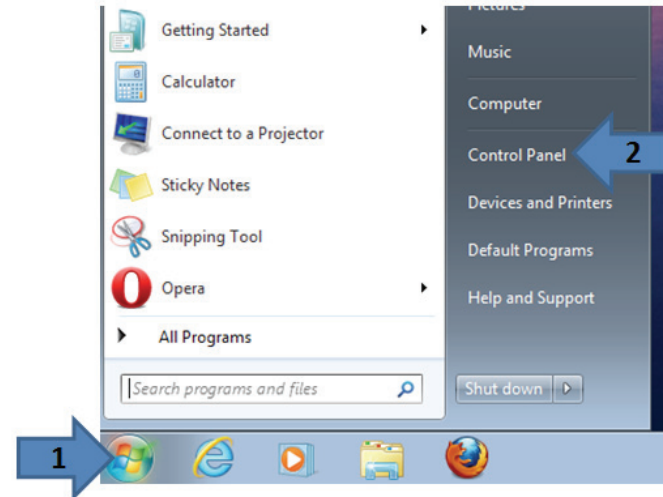 Getting Started
Calculator
Connect to a Projector
Sticky Notes
Snipping Tool
Opera
All Programs
Search programs and files
Pictures
Music
Computer
Control Panel
2
Devices and Printers
Default Programs
Help and Support
Shut down
1